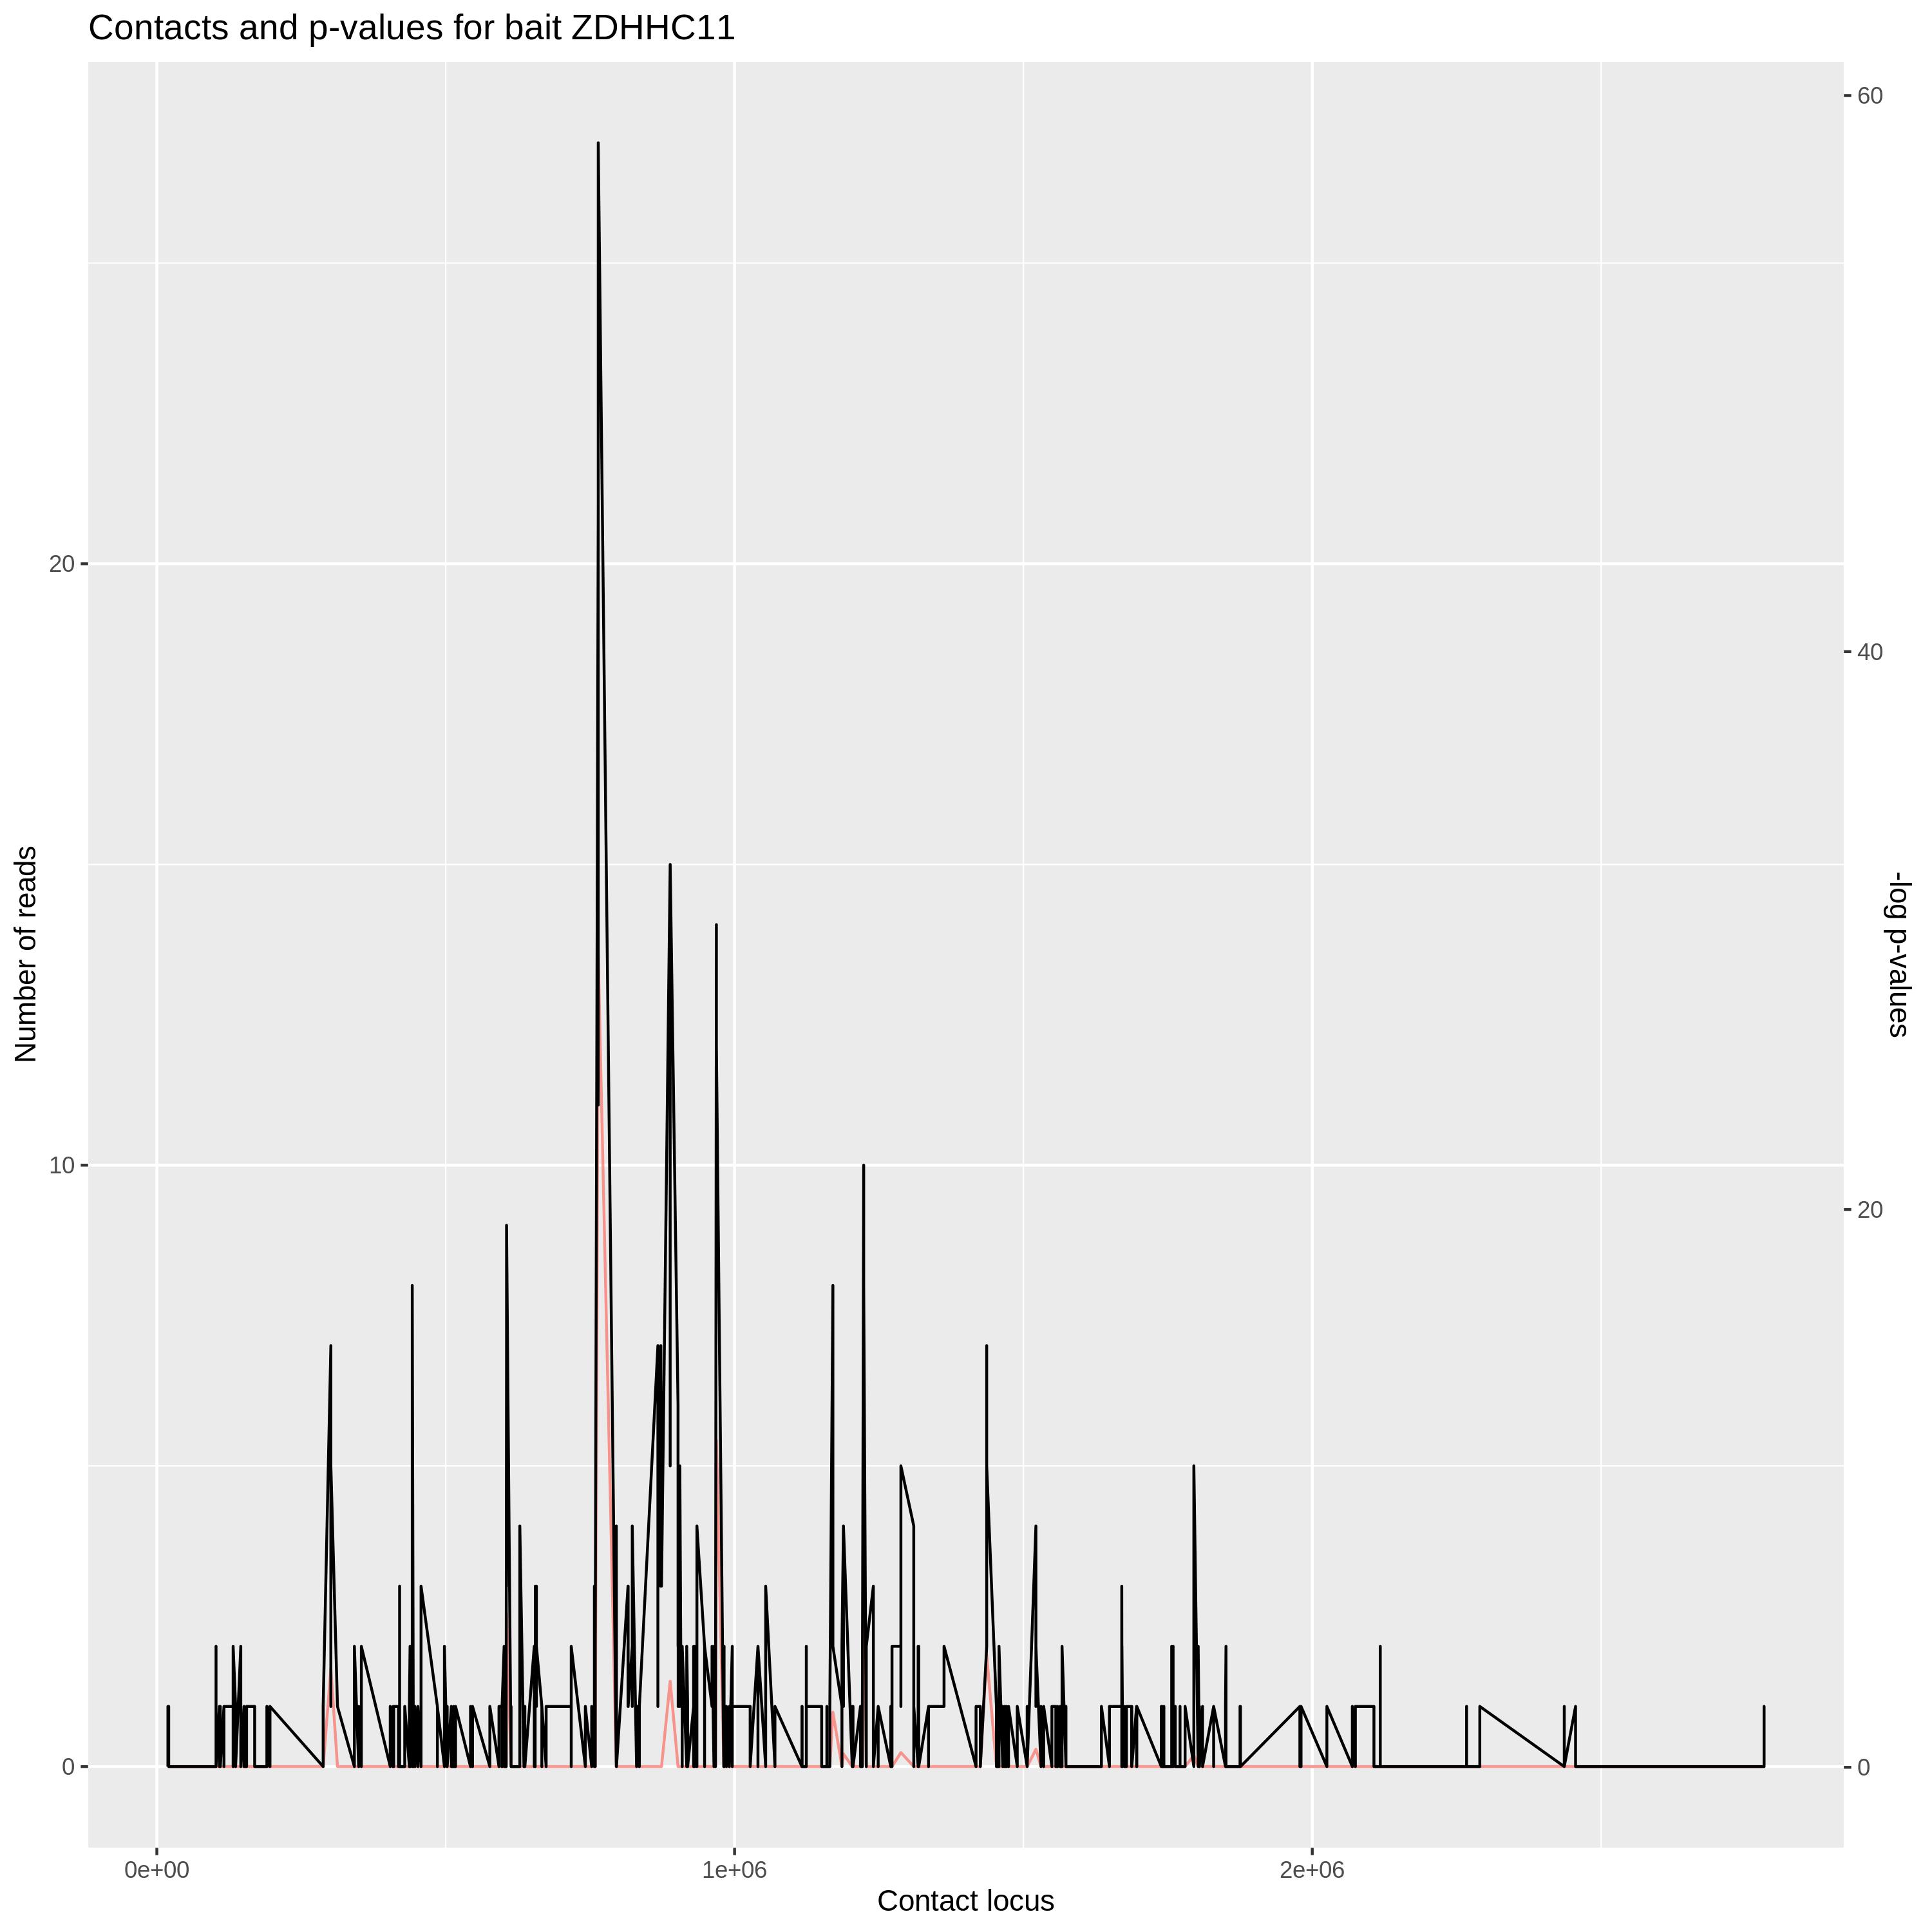 Contacts and p-values for bait ZDHHC11
60
20
40
Number of reads
-log p-values
10
20
0
0
0e+00
1e+06
2e+06
Contact locus